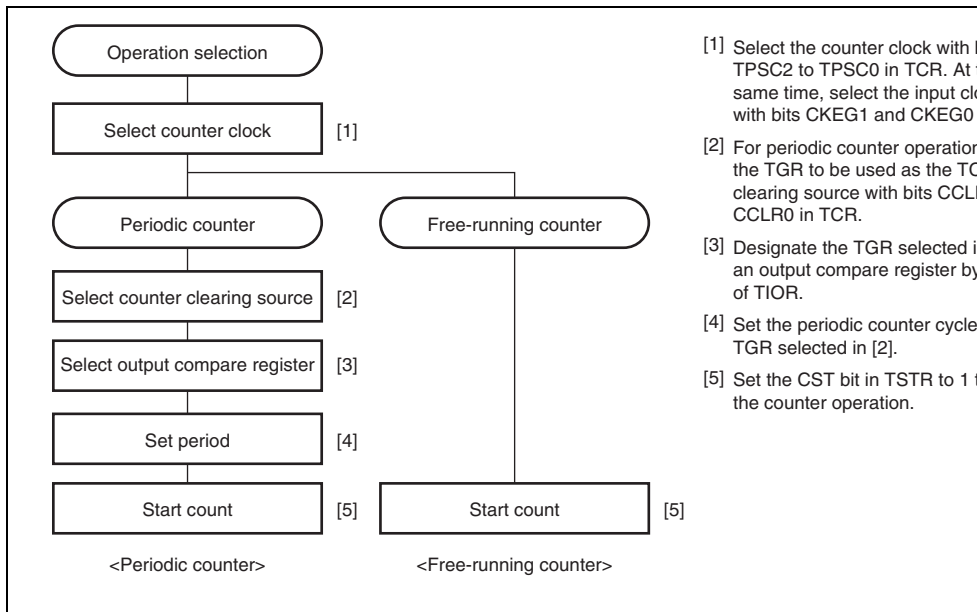 Operation selection
Select counter clock
[1]
Periodic counter
Free-running counter
Select counter clearing source
[2]
Select output compare register
[3]
Set period
[4]
Start count
[5]
Start count
[5]
<Periodic counter>
<Free-running counter>
[1] Select the counter clock with
TPSC2 to TPSC0 in TCR. At
same time, select the input
with bits CKEG1 and CKEG0
[2] For periodic counter
the TGR to be used as the
clearing source with bits
CCLR0 in TCR.
[3] Designate the TGR selected
an output compare register by
of TIOR.
[4] Set the periodic counter cycle
TGR selected in [2].
[5] Set the CST bit in TSTR to 1
the counter operation.